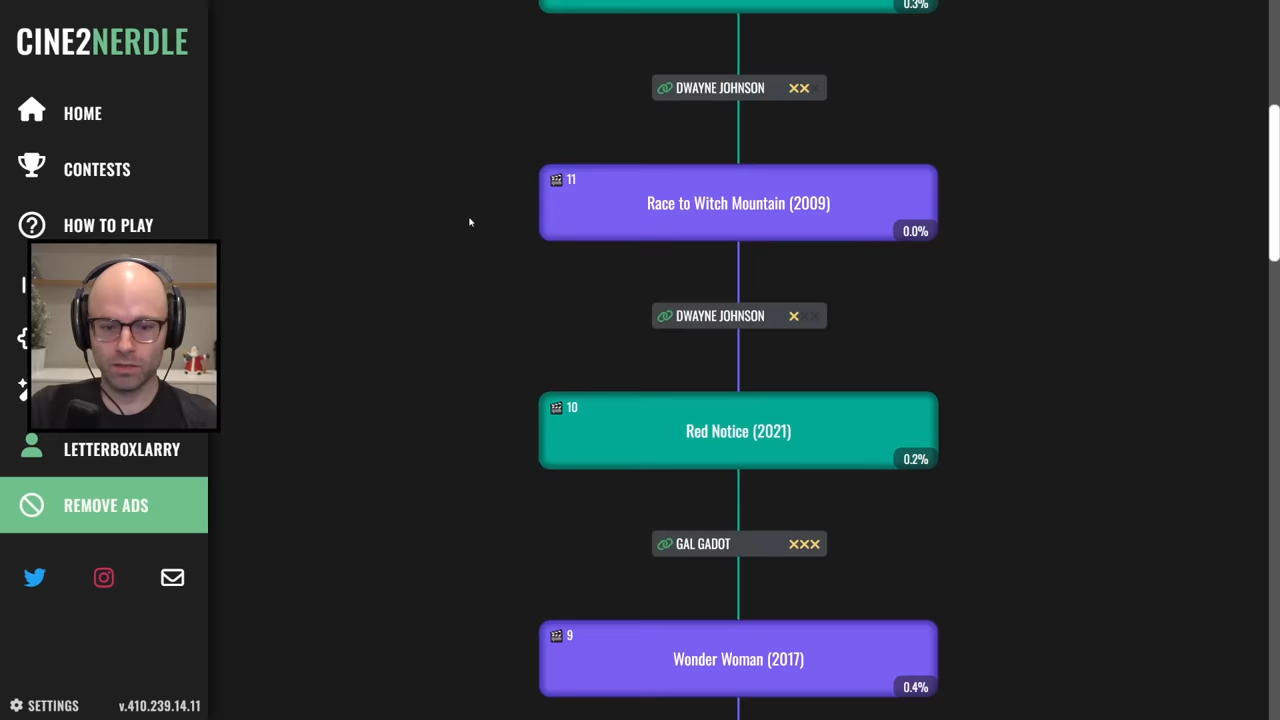 CINE2NERDLE
HOME
CONTESTS
HOW TO PLAY
LETTERBOXLARRY
REMOVE ADS
SETTINGS
v.410.239.14.11
0.3%
DWAYNE JOHNSON
11
Race to Witch Mountain (2009)
0.0%
DWAYNE JOHNSON
10
Red Notice (2021)
0.2%
GAL GADOT
9
Wonder Woman (2017)
0.4%